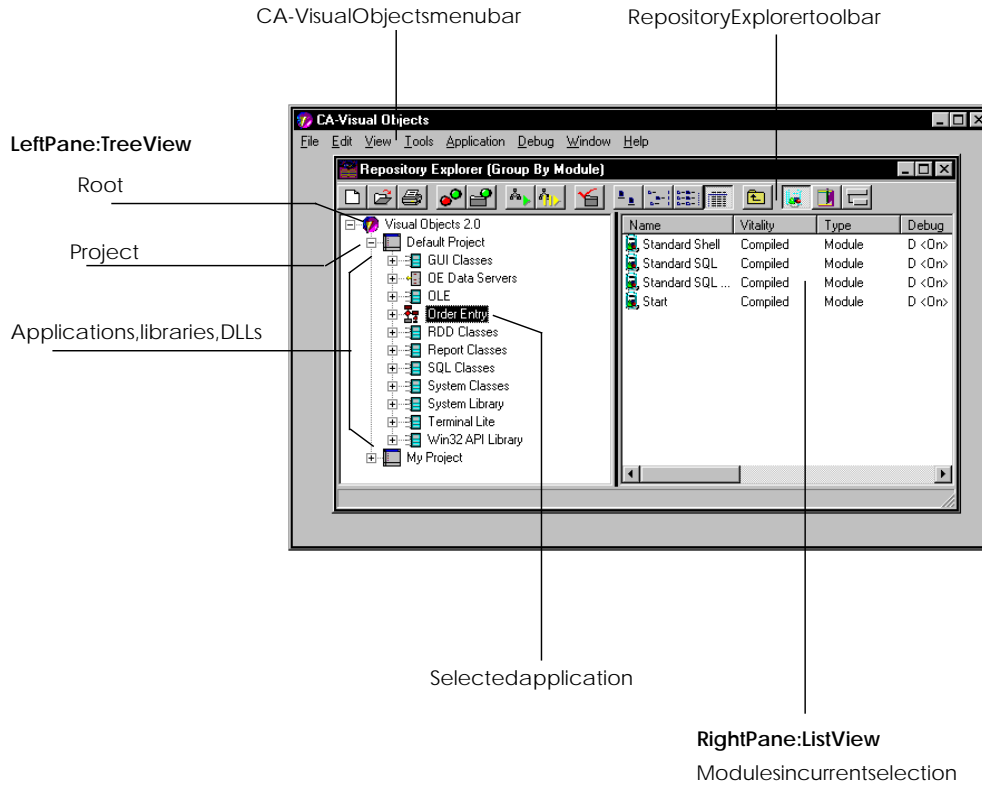 CA-VisualObjectsmenubar
RepositoryExplorertoolbar
CA-Visual Objects
LeftPane:TreeView
File Edit View Tools Application Debug Window Help
Repository Explorer (Group By Module)
Root
Visual Objects 2.0
Name Vitality Type Debug
Project
Default Project
Standard Shell Compiled Module D <On>
GUI Classes
Standard SQL Compiled Module D <On>
OE Data Servers
Standard SQL ... Compiled Module D <On>
OLE
Start Compiled Module D <On>
Order Entry
Applications,libraries,DLLs
RDD Classes
Report Classes
SQL Classes
System Classes
System Library
Terminal Lite
Win32 API Library
My Project
Selectedapplication
RightPane:ListView
Modulesincurrentselection